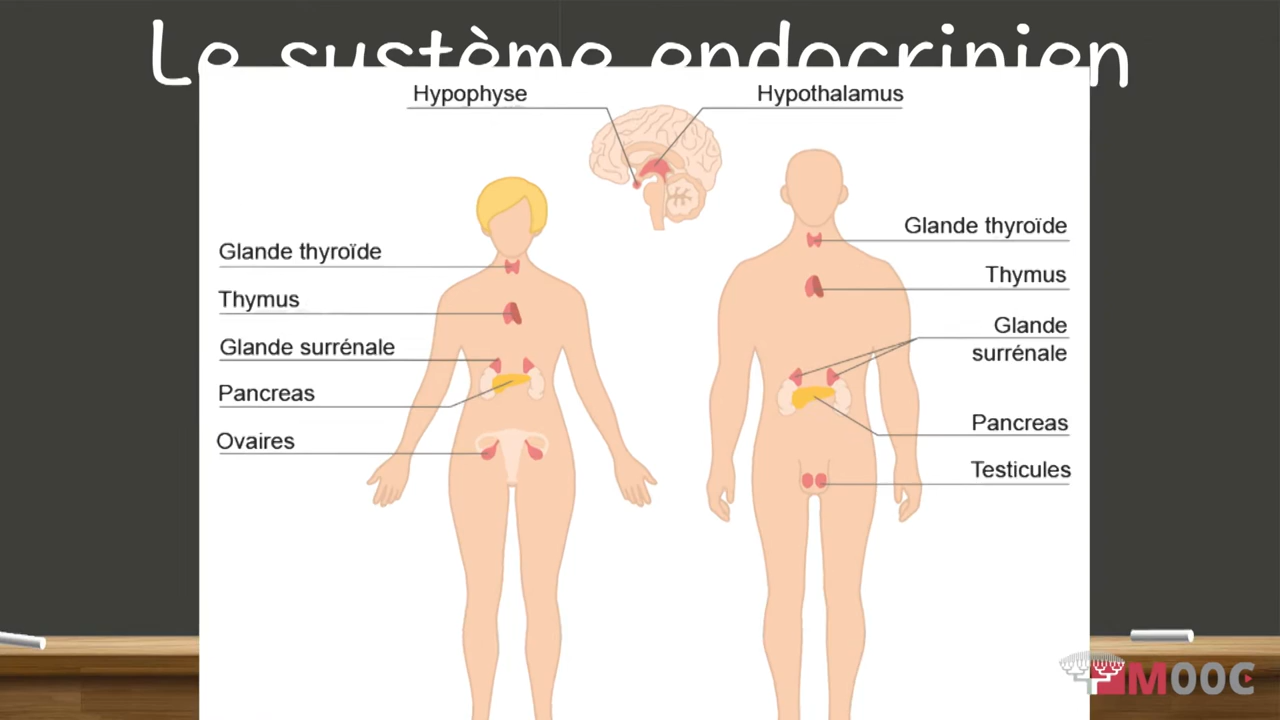 Le système endocrinien
Hypophyse
Hypothalamus
Glande thyroïde
Thymus
Glande surrénale
Pancreas
Ovaires
Glande thyroïde
Thymus
Glande
surrénale
Pancreas
Testicules
MOOC